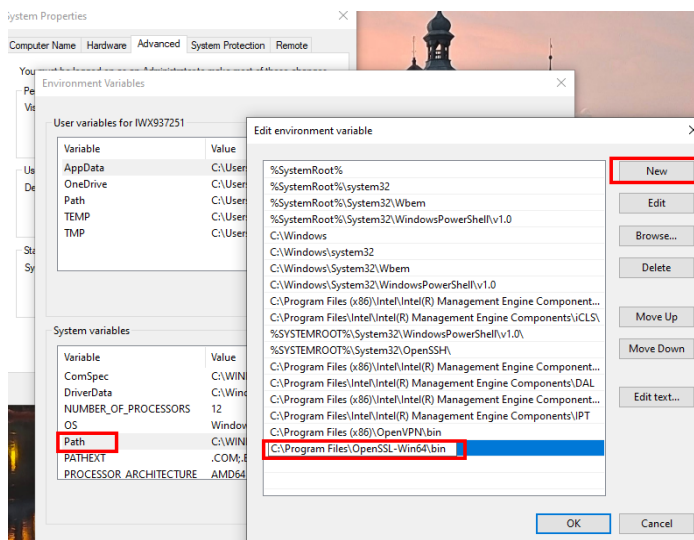 System Properties
Computer Name Hardware Advanced System Protection Remote
Environment Variables
User variables for IWX937251
Variable Value
AppData C:\User
OneDrive C:\User
Path C:\User
TEMP C:\User
TMP C:\User
System variables
Variable Value
ComSpec C:\WIN
DriverData C:\Wind
NUMBER_OF_PROCESSORS 12
OS Window
Path C:\WIN
PATHEXT .COM;.E
PROCESSOR_ARCHITECTURE AMD64
Edit environment variable
%SystemRoot%
%SystemRoot%\system32
%SystemRoot%\System32\Wbem
%SystemRoot%\System32\WindowsPowerShell\v1.0
C:\Windows
C:\Windows\system32
C:\Windows\System32\Wbem
C:\Windows\System32\WindowsPowerShell\v1.0
C:\Program Files (x86)\Intel\Intel(R) Management Engine Component...
C:\Program Files\Intel\Intel(R) Management Engine Components\iCLS\
%SYSTEMROOT%\System32\WindowsPowerShell\v1.0\
%SYSTEMROOT%\System32\OpenSSH\
C:\Program Files (x86)\Intel\Intel(R) Management Engine Component...
C:\Program Files\Intel\Intel(R) Management Engine Components\DAL
C:\Program Files (x86)\Intel\Intel(R) Management Engine Component...
C:\Program Files\Intel\Intel(R) Management Engine Components\IPT
C:\Program Files (x86)\OpenVPN\bin
C:\Program Files\OpenSSL-Win64\bin
New
Edit
Browse...
Delete
Move Up
Move Down
Edit text...
OK Cancel